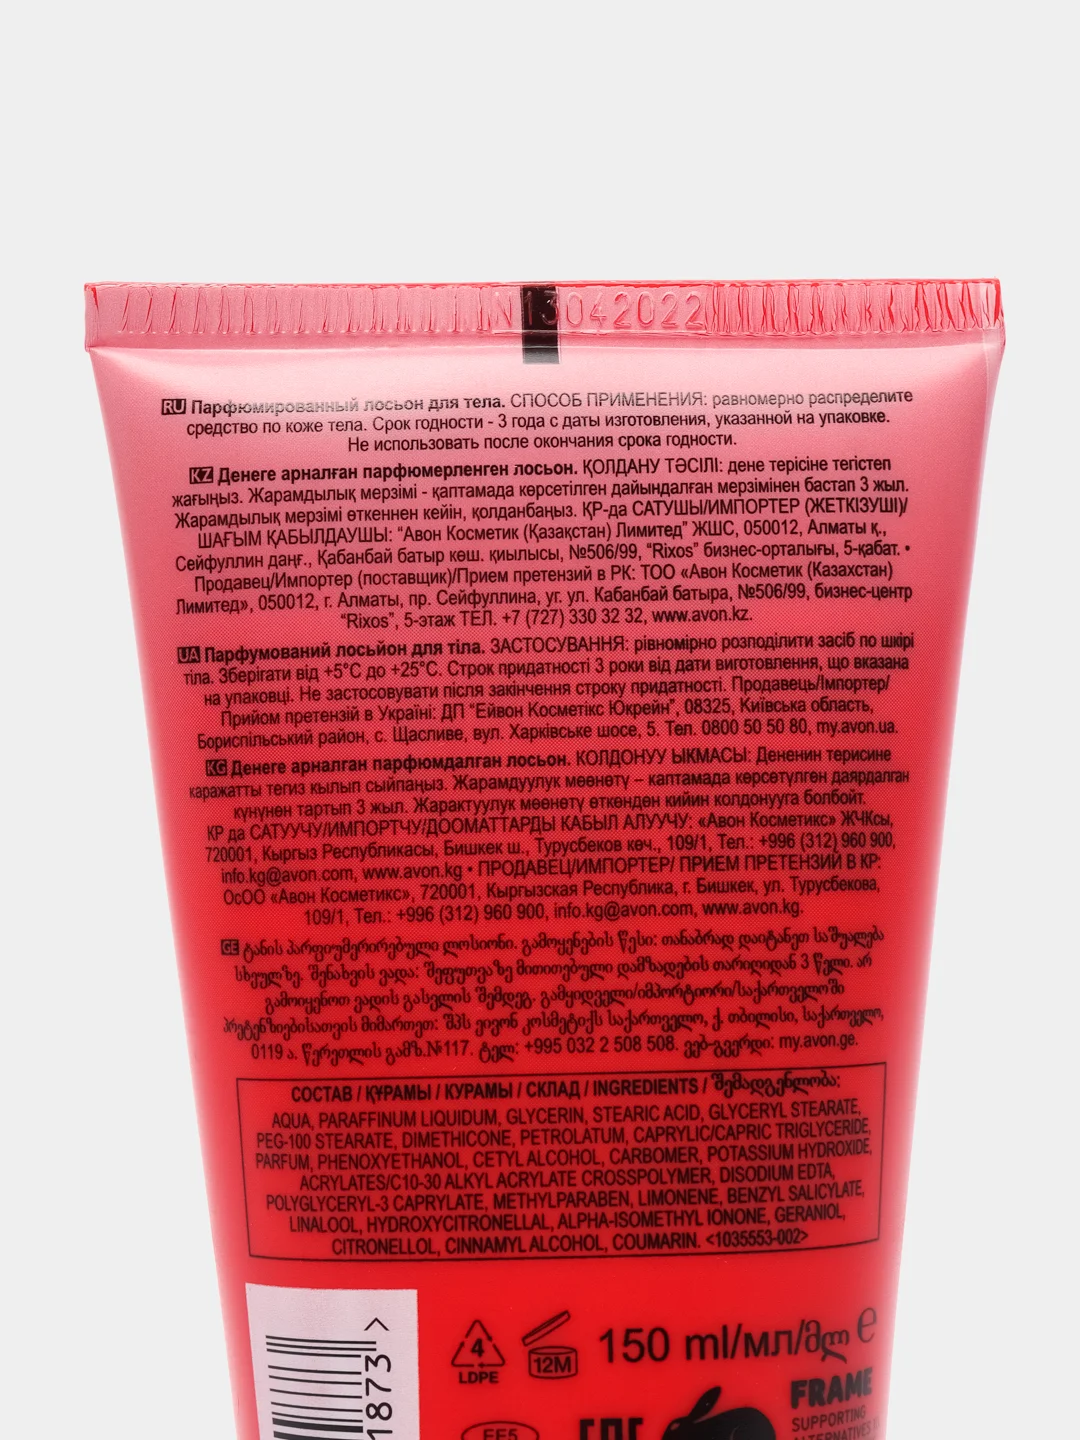 N13042022
RU Парфюмированный лосьон для тела. СПОСОБ ПРИМЕНЕНИЯ: равномерно распределите
средство по коже тела. Срок годности - 3 года с даты изготовления, указанной на упаковке.
Не использовать после окончания срока годности.
KZ Денеге арналған парфюмерленген лосьон. ҚОЛДАНУ ТӘСІЛІ: дене терісіне тегістеп
жағыңыз. Жарамдылық мерзімі - қаптамада көрсетілген дайындалған мерзімінен бастап 3 жыл.
Жарамдылық мерзімі өткеннен кейін, қолданбаңыз. ҚР-да САТУШЫ/ИМПОРТЕР (ЖЕТКІЗУШІ)/
ШАҒЫМ ҚАБЫЛДАУШЫ: “Авон Косметик (Қазақстан) Лимитед” ЖШС, 050012, Алматы қ.,
Сейфуллин даңғ., Қабанбай батыр көш. қиылысы, №506/99, “Rixos” бизнес-орталығы, 5-қабат. •
Продавец/Импортер (поставщик)/Прием претензий в РК: ТОО «Авон Косметик (Казахстан)
Лимитед», 050012, г. Алматы, пр. Сейфуллина, уг. ул. Кабанбай батыра, №506/99, бизнес-центр
“Rixos”, 5-этаж ТЕЛ. +7 (727) 330 32 32, www.avon.kz.
UA Парфумований лосьйон для тіла. ЗАСТОСУВАННЯ: рівномірно розподілити засіб по шкірі
тіла. Зберігати від +5°С до +25°С. Строк придатності 3 роки від дати виготовлення, що вказана
на упаковці. Не застосовувати після закінчення строку придатності. Продавець/Імпортер/
Прийом претензій в Україні: ДП “Ейвон Косметікс Юкрейн”, 08325, Київська область,
Бориспільський район, с. Щасливе, вул. Харківське шосе, 5. Тел. 0800 50 50 80, my.avon.ua.
KG Денеге арналган парфюмдалган лосьон. КОЛДОНУУ ЫКМАСЫ: Дененин терисине
каражатты тегиз кылып сыйпаңыз. Жарамдуулук мөөнөтү – каптамада көрсөтүлгөн даярдалган
күнүнөн тартып 3 жыл. Жарактуулук мөөнөтү өткөндөн кийин колдонууга болбойт.
КР да САТУУЧУ/ИМПОРТЧУ/ДООМАТТАРДЫ КАБЫЛ АЛУУЧУ: «Авон Косметикс» ЖЧКсы,
720001, Кыргыз Республикасы, Бишкек ш., Турусбеков көч., 109/1, Тел.: +996 (312) 960 900,
info.kg@avon.com, www.avon.kg • ПРОДАВЕЦ/ИМПОРТЕР/ ПРИЕМ ПРЕТЕНЗИЙ В КР:
ОсОО «Авон Косметикс», 720001, Кыргызская Республика, г. Бишкек, ул. Турусбекова,
109/1, Тел.: +996 (312) 960 900, info.kg@avon.com, www.avon.kg.
GE ტანის პარფიუმერირებული ლოსიონი. გამოყენების წესი: თანაბრად დაიტანეთ საშუალება
სხეულზე. შენახვის ვადა: შეფუთვაზე მითითებული დამზადების თარიღიდან 3 წელი. არ
გამოიყენოთ ვადის გასვლის შემდეგ. გამყიდველი/იმპორტიორი/საქართველოში
პრეტენზიებისათვის მიმართეთ: შპს ეივონ კოსმეტიქს საქართველო, ქ. თბილისი, საქართველო,
0119 ა. წერეთლის გამზ.№117. ტელ: +995 032 2 508 508. ვებ-გვერდი: my.avon.ge.
СОСТАВ / ҚҰРАМЫ / КУРАМЫ / СКЛАД / INGREDIENTS / შემადგენლობა:
AQUA, PARAFFINUM LIQUIDUM, GLYCERIN, STEARIC ACID, GLYCERYL STEARATE,
PEG-100 STEARATE, DIMETHICONE, PETROLATUM, CAPRYLIC/CAPRIC TRIGLYCERIDE,
PARFUM, PHENOXYETHANOL, CETYL ALCOHOL, CARBOMER, POTASSIUM HYDROXIDE,
ACRYLATES/C10-30 ALKYL ACRYLATE CROSSPOLYMER, DISODIUM EDTA,
POLYGLYCERYL-3 CAPRYLATE, METHYLPARABEN, LIMONENE, BENZYL SALICYLATE,
LINALOOL, HYDROXYCITRONELLAL, ALPHA-ISOMETHYL IONONE, GERANIOL,
CITRONELLOL, CINNAMYL ALCOHOL, COUMARIN. <1035553-002>
1873 >
4
LDPE
12M
150 ml/мл/მლ e
FRAME
SUPPORTING